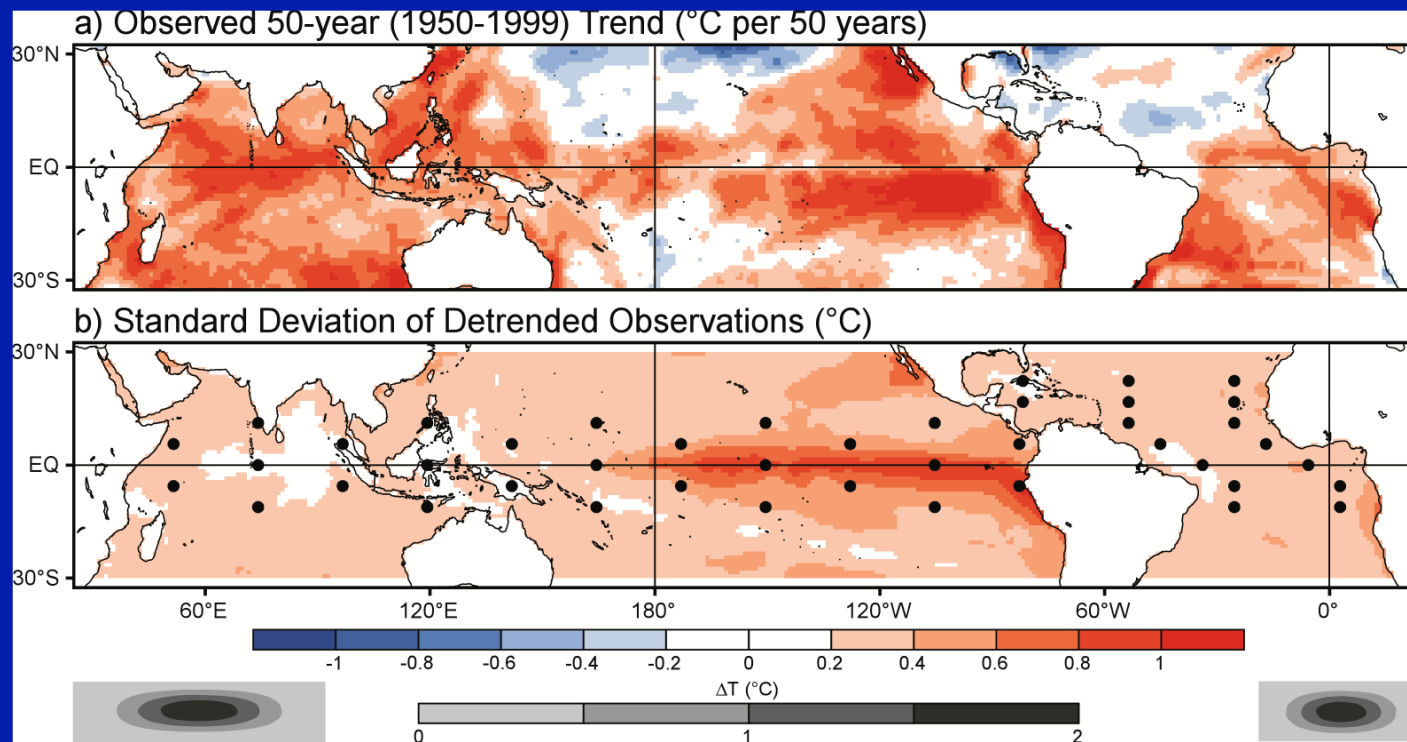 a) Observed 50-year (1950-1999) Trend (°C per 50 years)
30°N
EQ
30°S
b) Standard Deviation of Detrended Observations (°C)
30°N
EQ
30°S
60°E 120°E 180° 120°W 60°W 0°
-1 -0.8 -0.6 -0.4 -0.2 0 0.2 0.4 0.6 0.8 1
ΔT (°C)
0 1 2